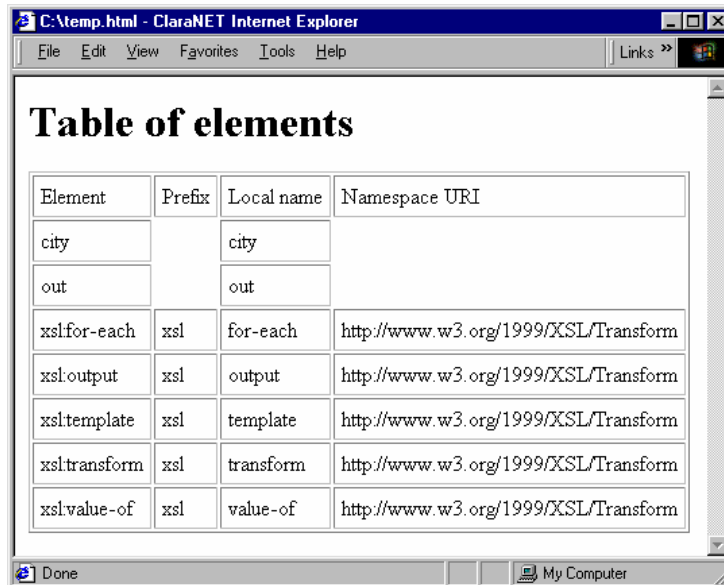 C:\temp.html - ClaraNET Internet Explorer
File Edit View Favorites Tools Help Links »
Table of elements
Element Prefix Local name Namespace URI
city city
out out
xsl:for-each xsl for-each http://www.w3.org/1999/XSL/Transform
xsl:output xsl output http://www.w3.org/1999/XSL/Transform
xsl:template xsl template http://www.w3.org/1999/XSL/Transform
xsl:transform xsl transform http://www.w3.org/1999/XSL/Transform
xsl:value-of xsl value-of http://www.w3.org/1999/XSL/Transform
Done My Computer